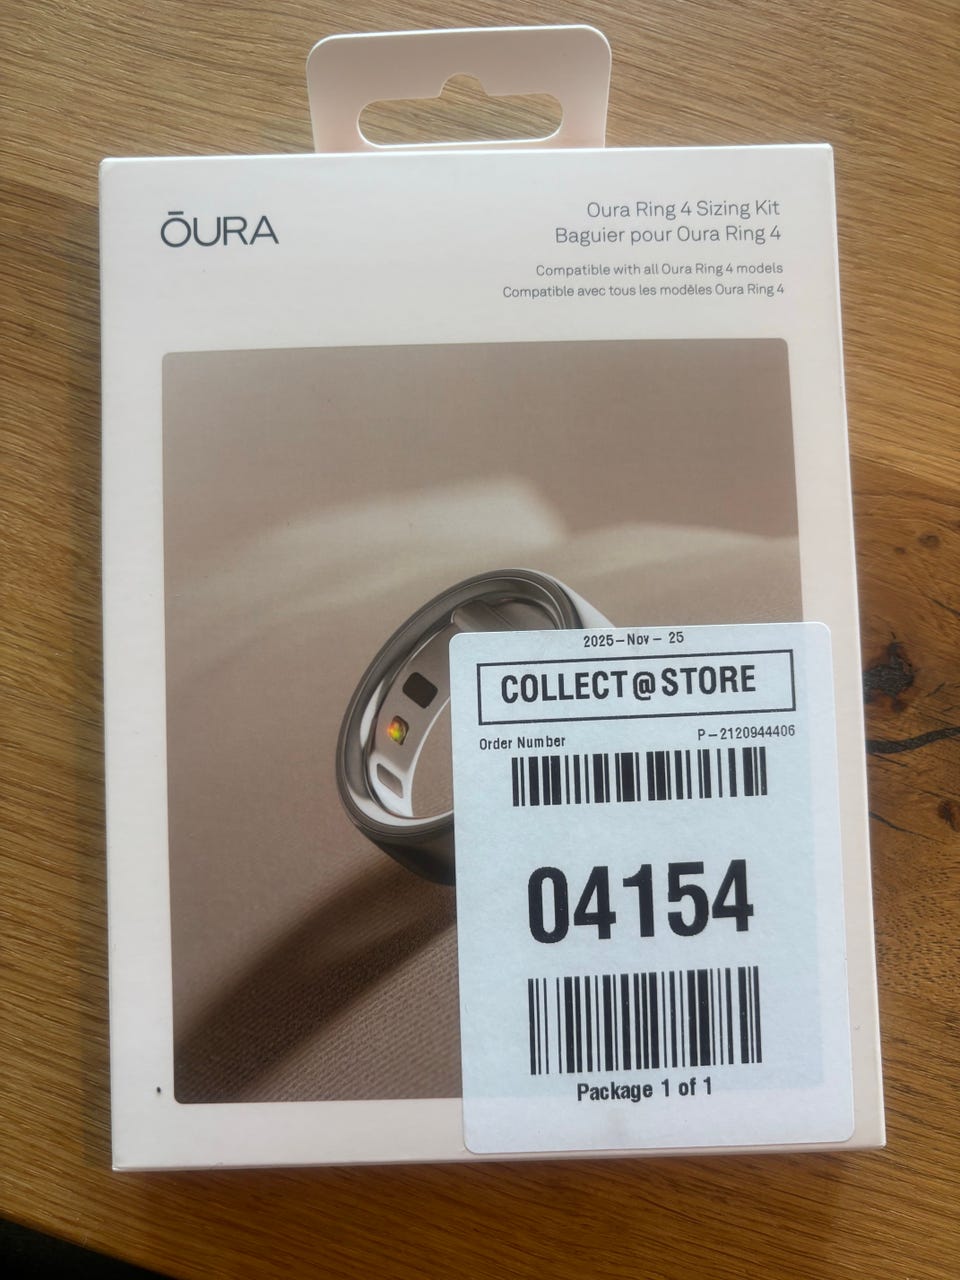 ŌURA
Oura Ring 4 Sizing Kit
Baguier pour Oura Ring 4
Compatible with all Oura Ring 4 models
Compatible avec tous les modèles Oura Ring 4
2025-Nov- 25
COLLECT@STORE
Order Number P-2120944406
04154
Package 1 of 1